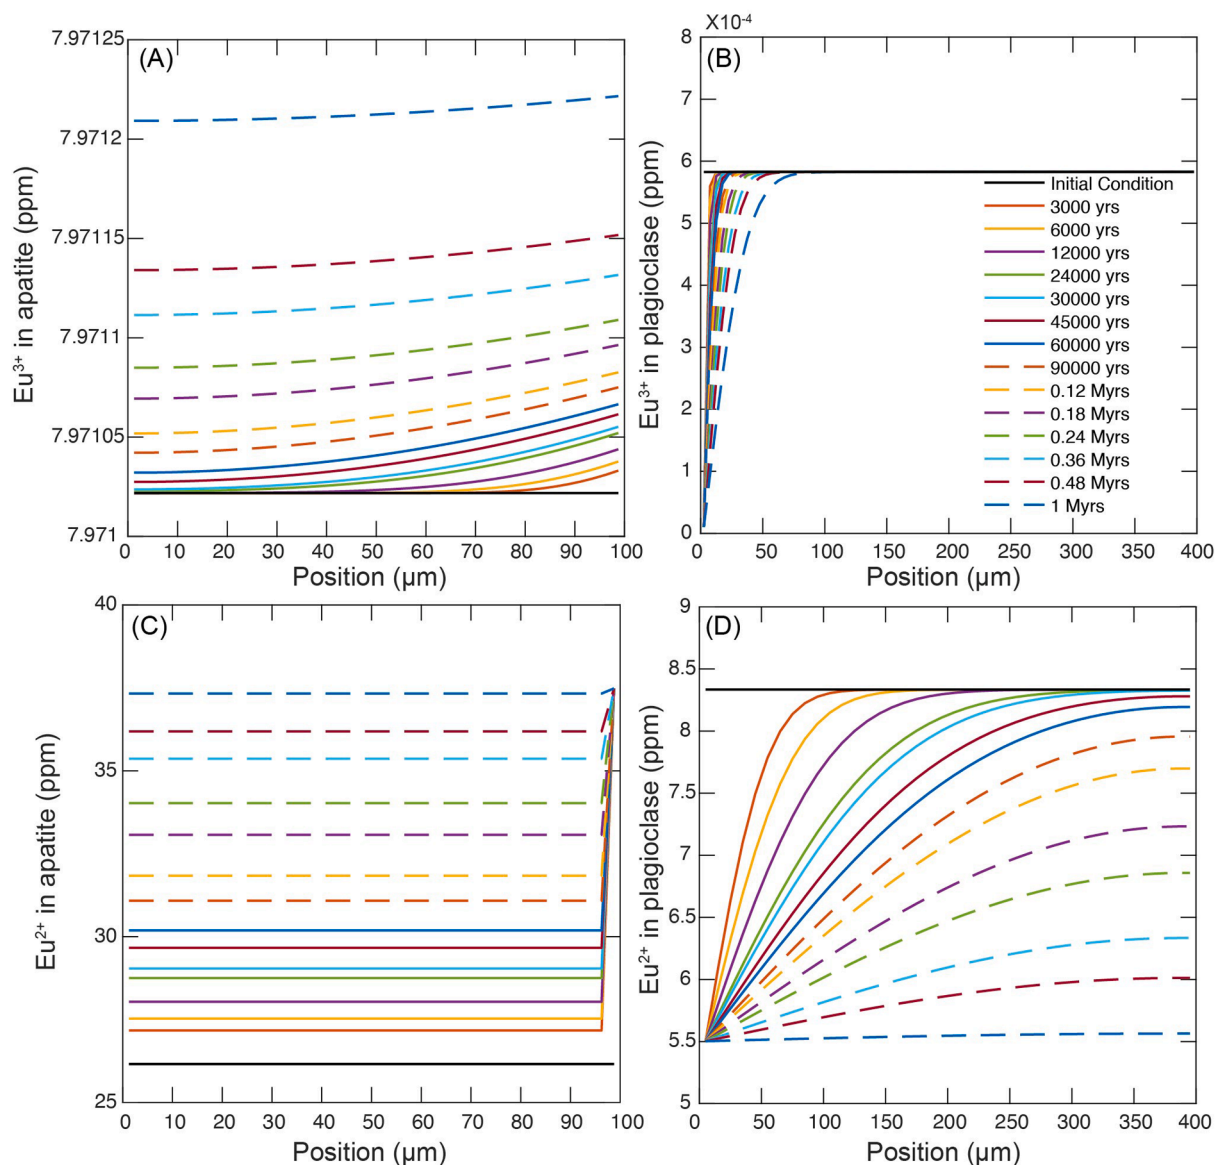 (A)
7.97125
7.9712
7.97115
7.9711
7.97105
7.971
Eu3+ in apatite (ppm)
0 10 20 30 40 50 60 70 80 90 100
Position (µm)
X10-4
(B)
8
7
6
5
4
3
2
1
0
Eu3+ in plagioclase (ppm)
Initial Condition
3000 yrs
6000 yrs
12000 yrs
24000 yrs
30000 yrs
45000 yrs
60000 yrs
90000 yrs
0.12 Myrs
0.18 Myrs
0.24 Myrs
0.36 Myrs
0.48 Myrs
1 Myrs
0 50 100 150 200 250 300 350 400
Position (µm)
(C)
40
35
30
25
Eu2+ in apatite (ppm)
0 10 20 30 40 50 60 70 80 90 100
Position (µm)
(D)
9
8.5
8
7.5
7
6.5
6
5.5
5
Eu2+ in plagioclase (ppm)
0 50 100 150 200 250 300 350 400
Position (µm)